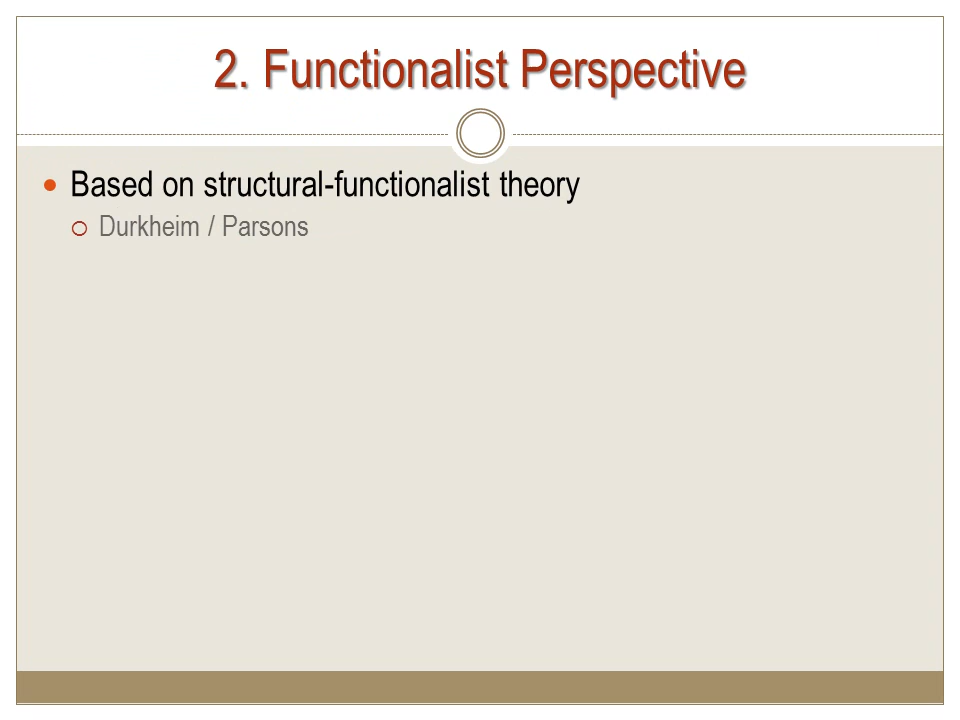 2. Functionalist Perspective
Based on structural-functionalist theory
Durkheim / Parsons